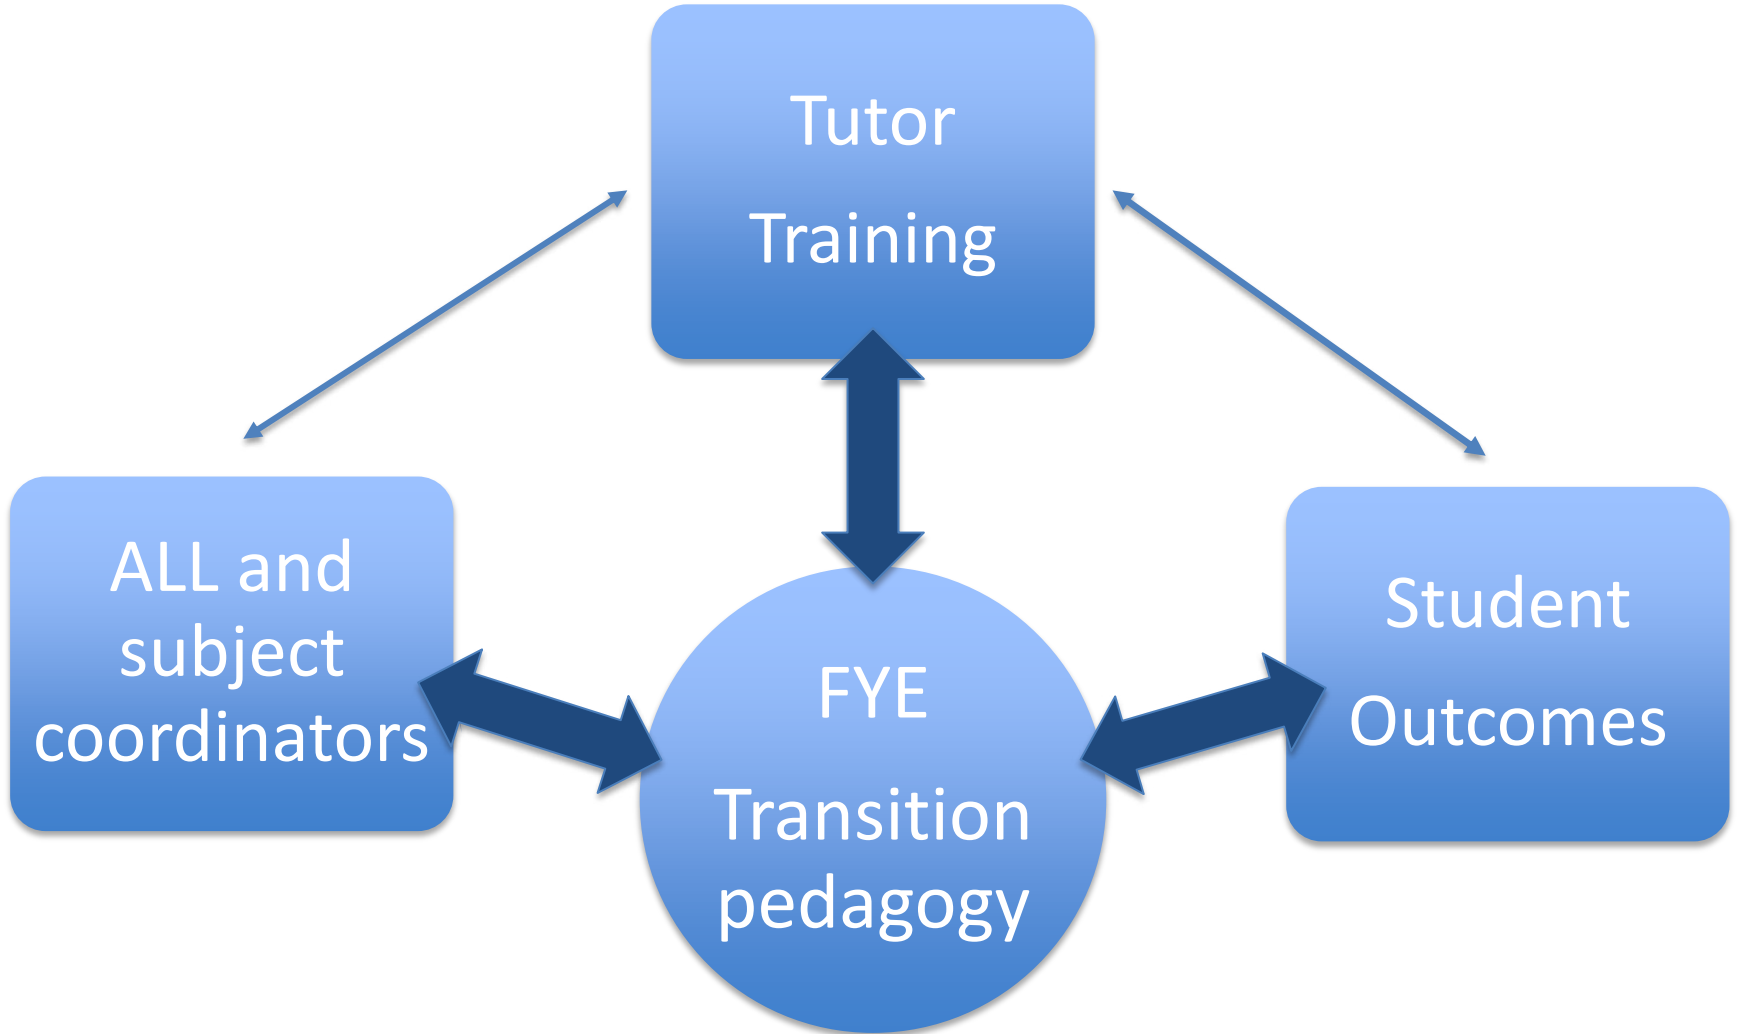 Tutor
Training
ALL and
subject
coordinators
FYE
Transition
pedagogy
Student
Outcomes